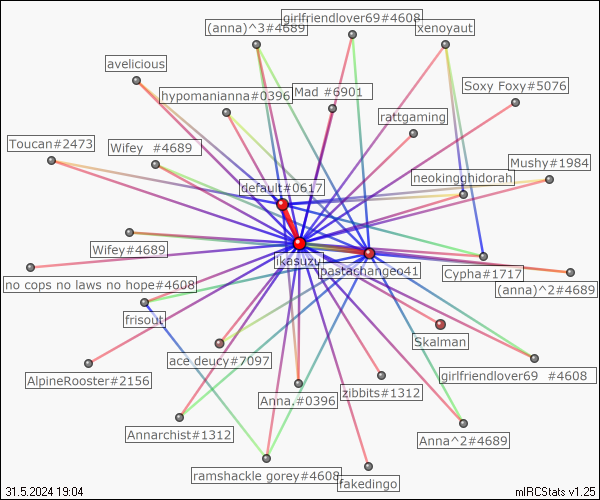 girlfriendlover69#4608
(anna)^3#4689
xenoyaut
avelicious
Soxy Foxy#5076
Mad #6901
hypomanianna#0396
rattgaming
Toucan#2473
Wifey #4689
Mushy#1984
neokingghidorah,
default#0617
Wifey#4689
ikasuzu
pastachangeo41
Cypha#1717
no cops no laws no hope#4608
(anna)^2#4689
frisout
Skalman
ace deucy#7097
girlfriendlover69 #4608
AlpineRooster#2156
zibbits#1312
Anna,#0396
Annarchist#1312
Anna^2#4689
ramshackle gorey#4608
fakedingo
31.5.2024 19:04
mIRCStats v1.25